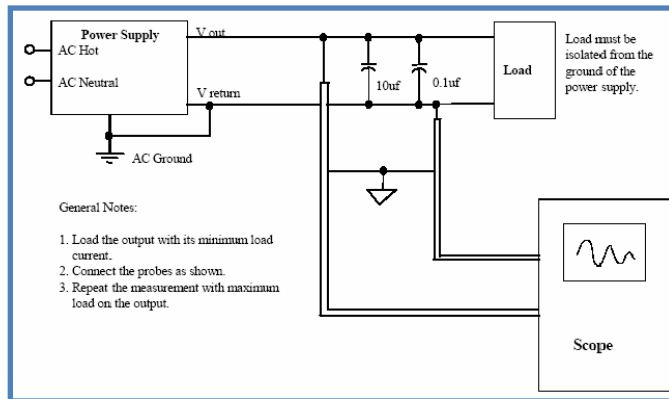 Power Supply
V out
AC Hot
AC Neutral
V return
AC Ground
10uf
0.1uf
Load
Load must be
isolated from the
ground of the
power supply.
General Notes:
1. Load the output with its minimum load
current.
2. Connect the probes as shown.
3. Repeat the measurement with maximum
load on the output.
Scope